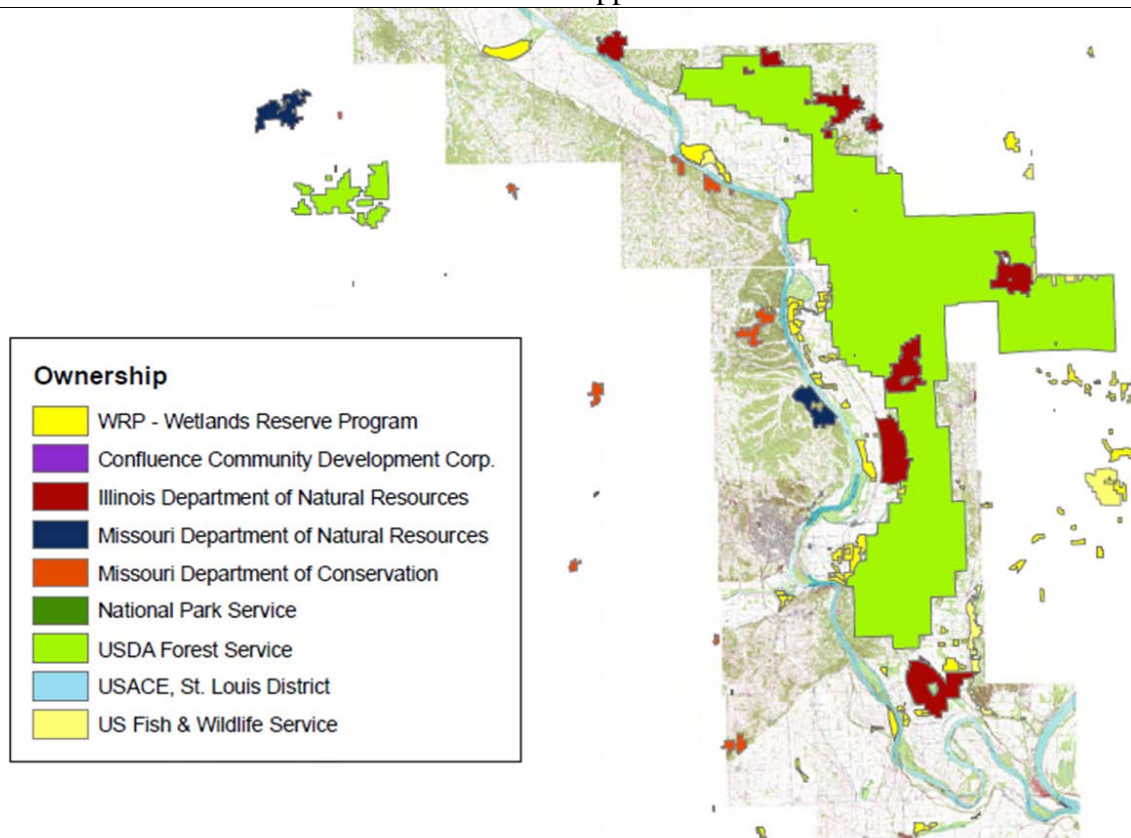 Ownership
WRP - Wetlands Reserve Program
Confluence Community Development Corp.
Illinois Department of Natural Resources
Missouri Department of Natural Resources
Missouri Department of Conservation
National Park Service
USDA Forest Service
USACE, St. Louis District
US Fish & Wildlife Service